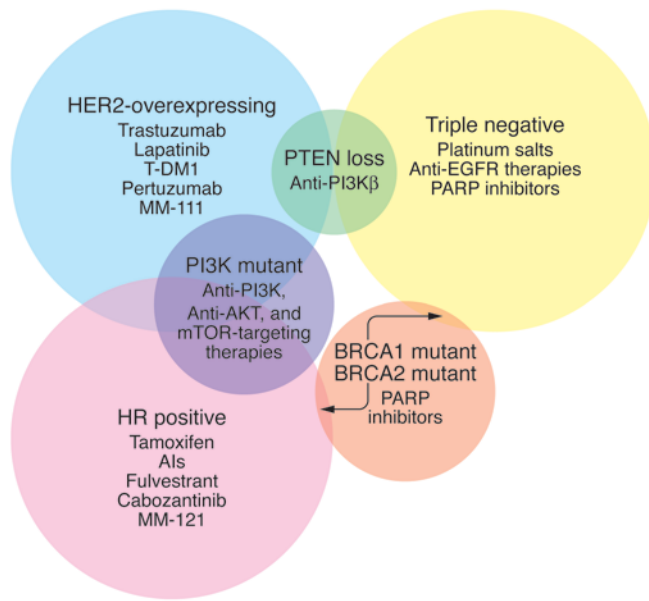 HER2-overexpressing
Trastuzumab
Lapatinib
T-DM1
Pertuzumab
MM-111
PTEN loss
Anti-PI3Kβ
Triple negative
Platinum salts
Anti-EGFR therapies
PARP inhibitors
PI3K mutant
Anti-PI3K,
Anti-AKT, and
mTOR-targeting
therapies
BRCA1 mutant
BRCA2 mutant
PARP
inhibitors
HR positive
Tamoxifen
AIs
Fulvestrant
Cabozantinib
MM-121